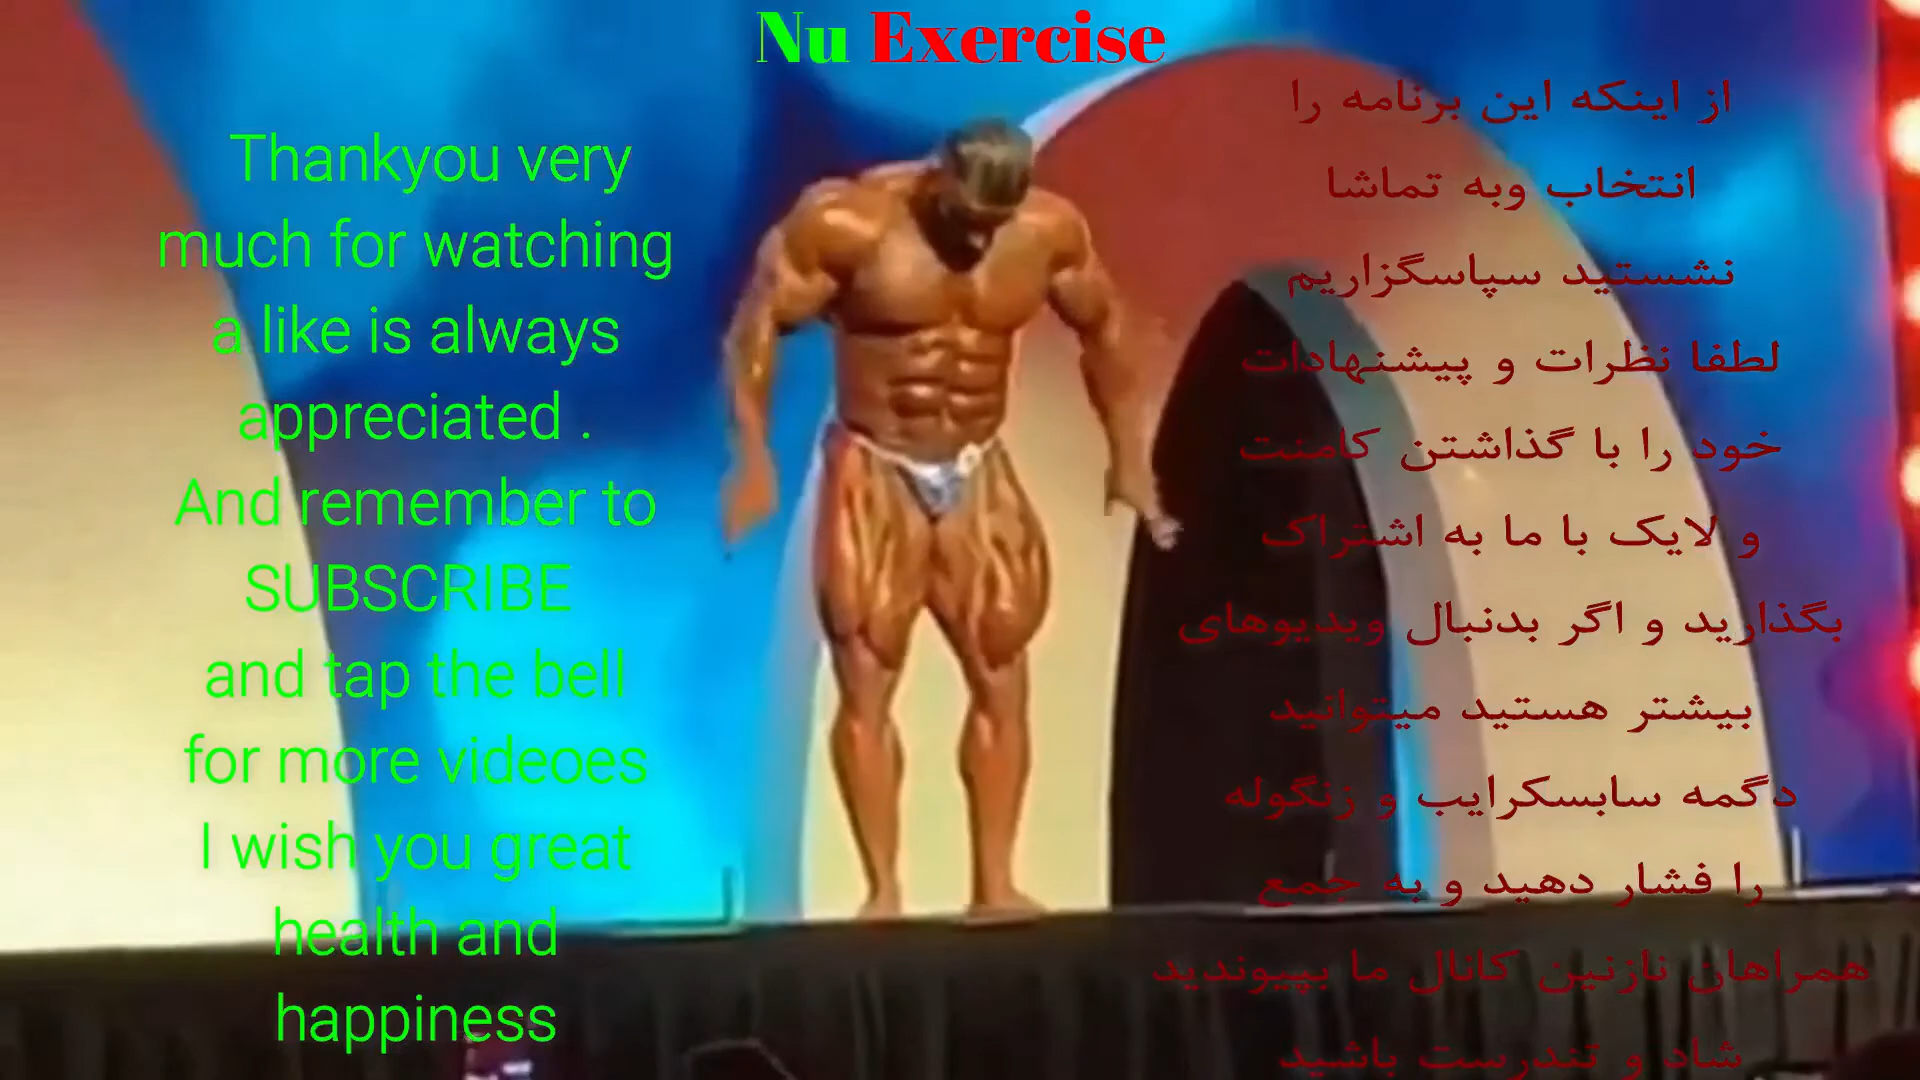 Nu Exercise
Thankyou very
much for watching
a like is always
appreciated .
And remember to
SUBSCRIBE
and tap the bell
for more videoes
I wish you great
health and
happiness
از اینکه این برنامه را
انتخاب وبه تماشا
نشستید سپاسگزاریم
لطفا نظرات و پیشنهادات
خود را با گذاشتن کامنت
و لایک با ما به اشتراک
بگذارید و اگر بدنبال ویدیوهای
بیشتر هستید میتوانید
دگمه سابسکرایب و زنگوله
را فشار دهید و به جمع
همراهان نازنین کانال ما بپیوندید
شاد و تندرست باشید